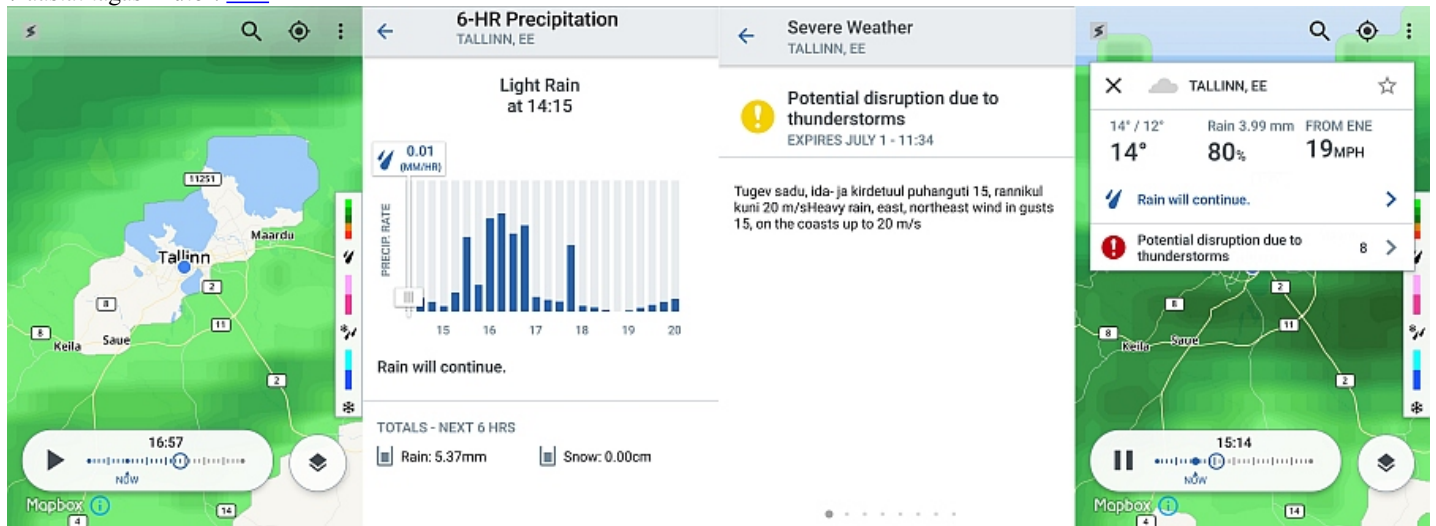 11251
Maardu
Tallinn
2
8
11
8
Keila
Saue
2
16:57
NOW
Mapbox
4
14
6-HR Precipitation
TALLINN, EE
Light Rain
at 14:15
0.01
(MM/HR)
PRECIP. RATE
15 16 17 18 19 20
Rain will continue.
TOTALS - NEXT 6 HRS
Rain: 5.37mm Snow: 0.00cm
Severe Weather
TALLINN, EE
Potential disruption due to
thunderstorms
EXPIRES JULY 1 - 11:34
Tugev sadu, ida- ja kirdetuul puhanguti 15, rannikul
kuni 20 m/sHeavy rain, east, northeast wind in gusts
15, on the coasts up to 20 m/s
TALLINN, EE
14° / 12° Rain 3.99 mm FROM ENE
14° 80% 19MPH
Rain will continue.
Potential disruption due to
thunderstorms
8
2
8
11
8
Keila
Saue
2
15:14
NOW
Mapbox
4
14